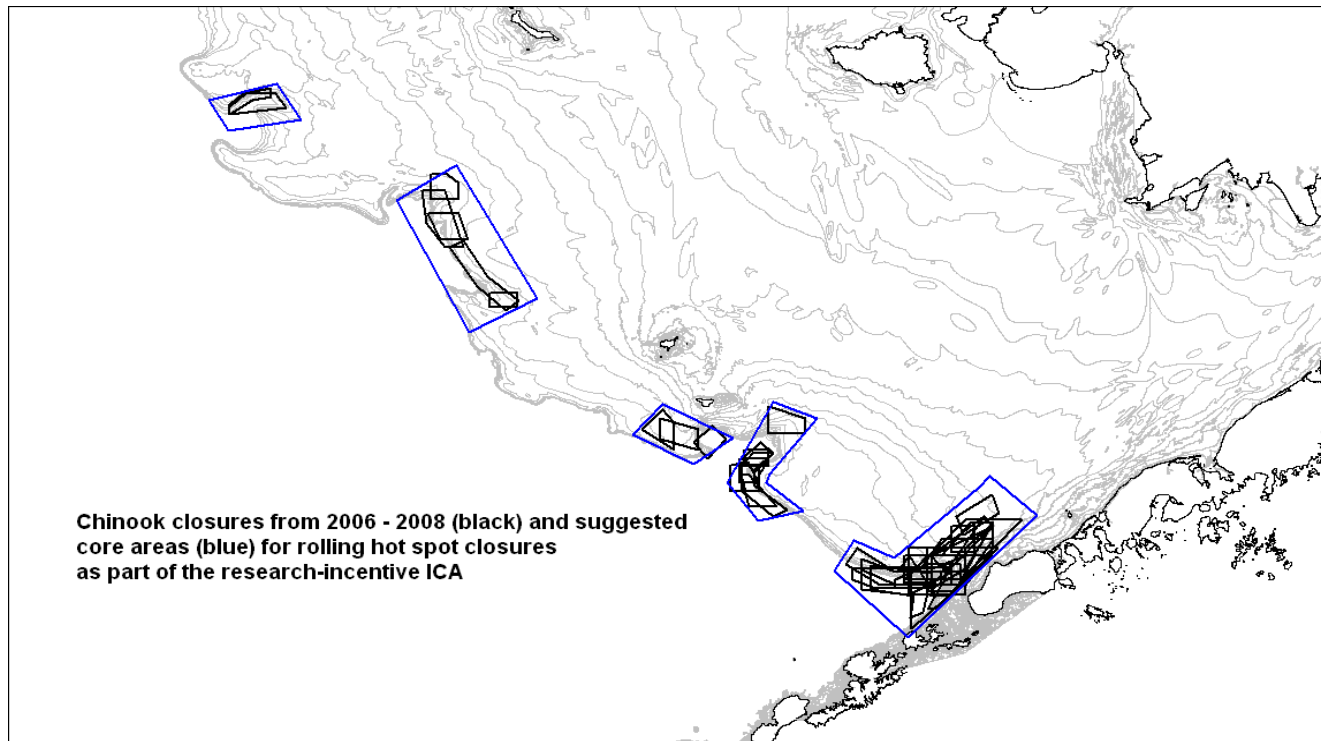 Chinook closures from 2006 - 2008 (black) and suggested
core areas (blue) for rolling hot spot closures
as part of the research-incentive ICA